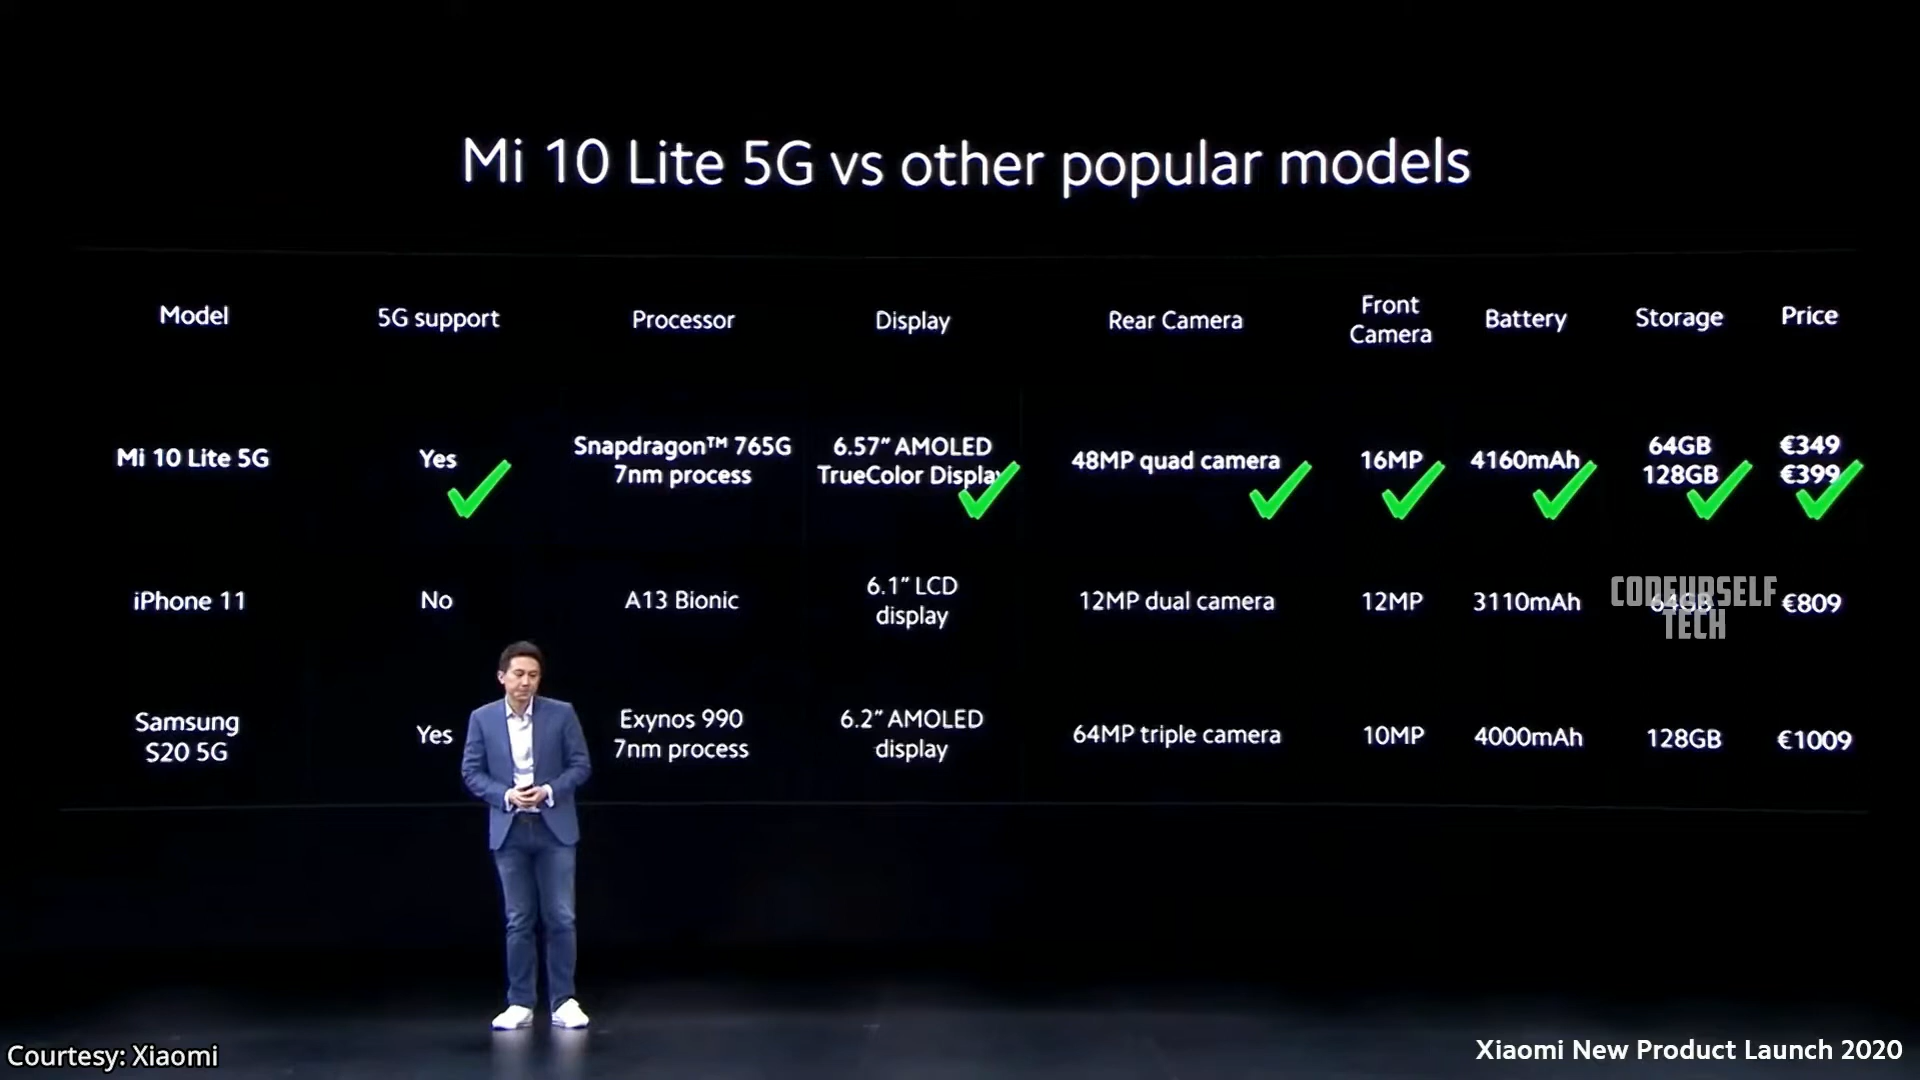 Mi 10 Lite 5G vs other popular models
Model
5G support
Processor
Display
Rear Camera
Front
Camera
Battery
Storage
Price
Mi 10 Lite 5G
Yes
Snapdragon™ 765G
7nm process
6.57″ AMOLED
TrueColor Display
48MP quad camera
16MP
4160mAh
64GB
128GB
€349
€399
iPhone 11
No
A13 Bionic
6.1″ LCD
display
12MP dual camera
12MP
3110mAh
64GB
€809
CODEURSELF
TECH
Samsung
S20 5G
Yes
Exynos 990
7nm process
6.2″ AMOLED
display
64MP triple camera
10MP
4000mAh
128GB
€1009
Courtesy: Xiaomi
Xiaomi New Product Launch 2020